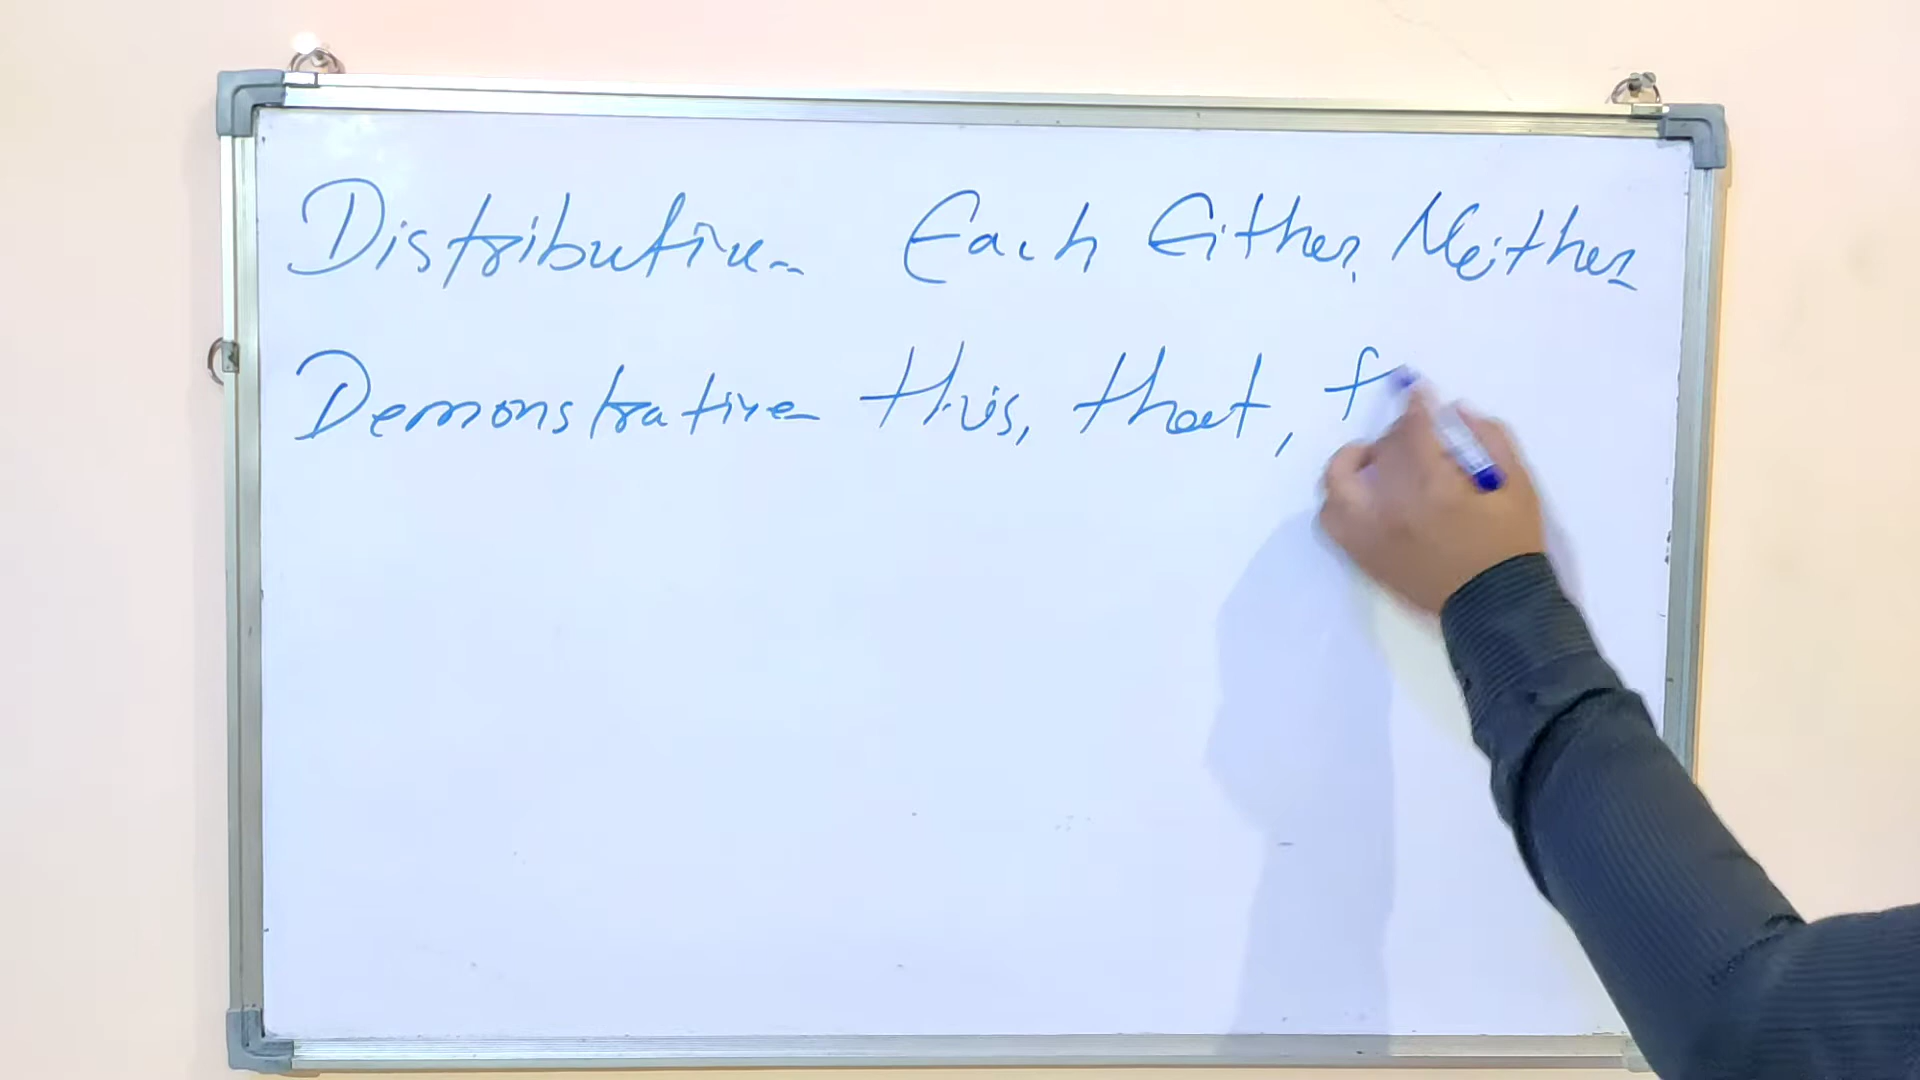 Distributive Each Either, Neither
Demonstrative this, that,